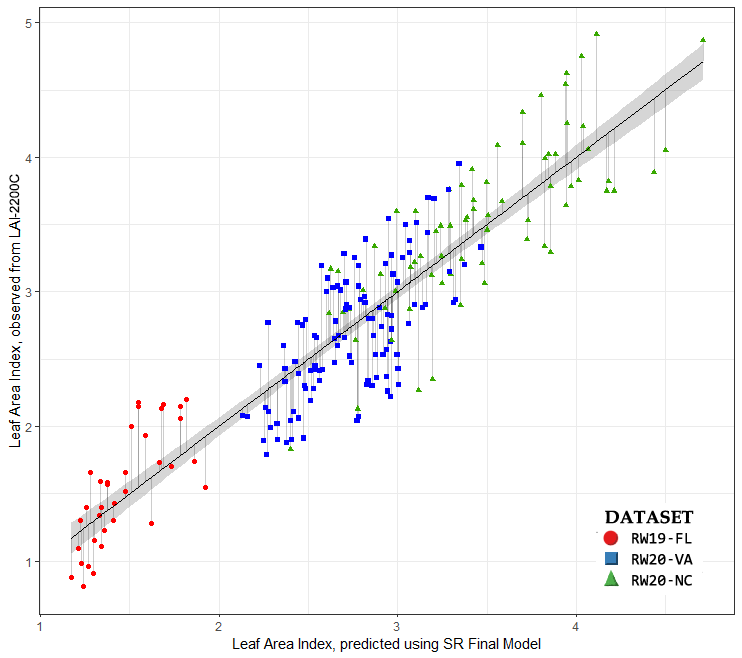 Leaf Area Index, observed from LAI-2200C
5
4
3
2
1
1 2 3 4
Leaf Area Index, predicted using SR Final Model
DATASET
RW19-FL
RW20-VA
RW20-NC